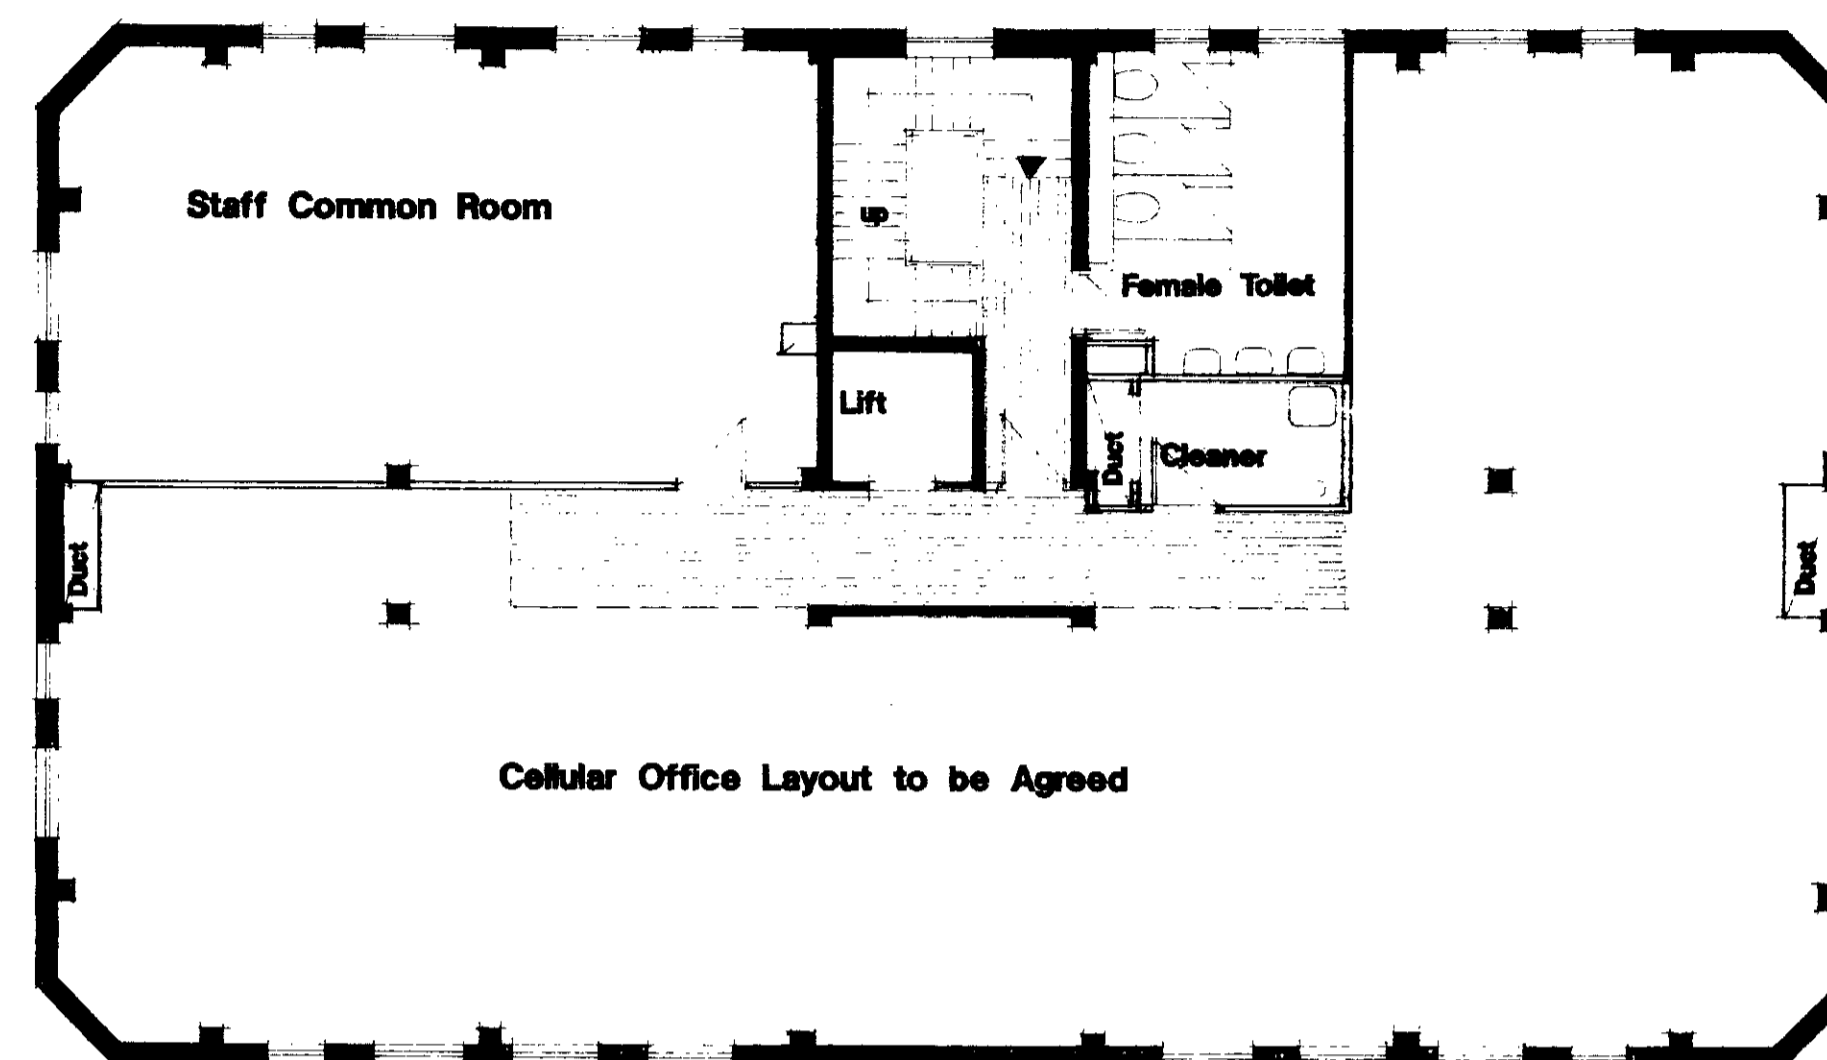 Staff Common Room
up
Female Toilet
Lift
Duct
Cleaner
Duct
Duct
Cellular Office Layout to be Agreed